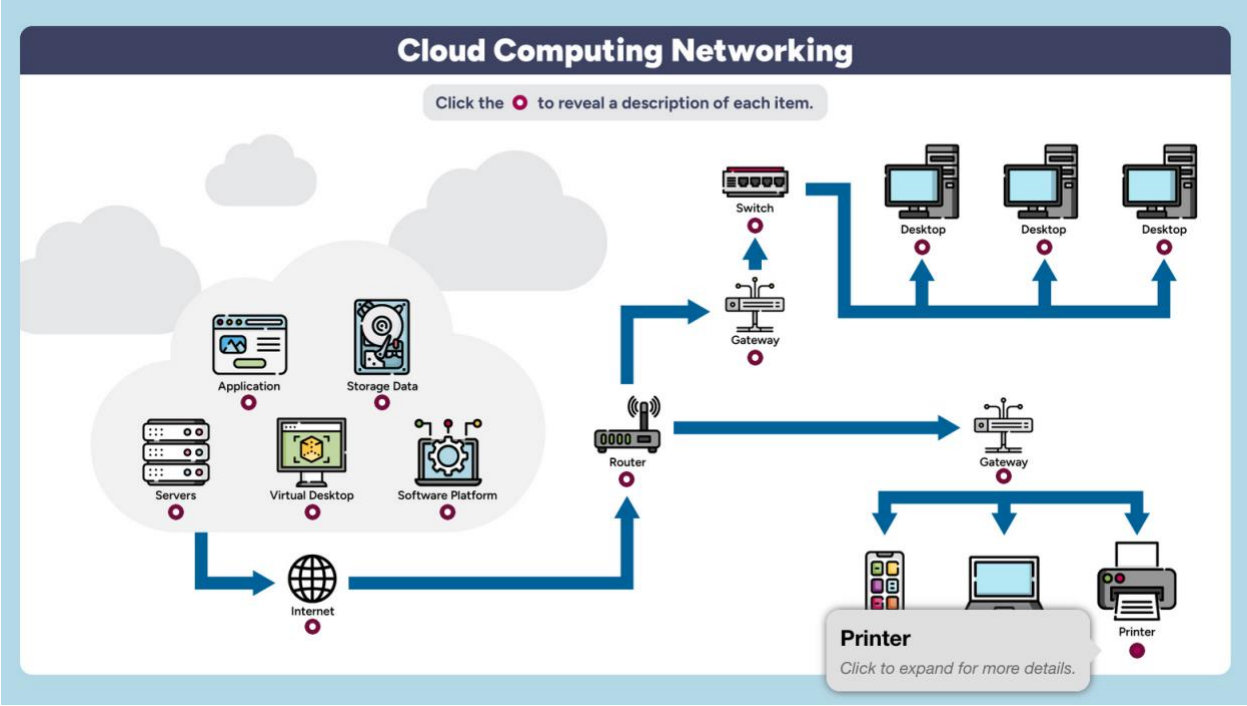 Cloud Computing Networking
Click the to reveal a description of each item.
Switch
Desktop
Desktop
Desktop
Gateway
Application
Storage Data
Router
Gateway
Servers
Virtual Desktop
Software Platform
Internet
Printer
Printer
Click to expand for more details.